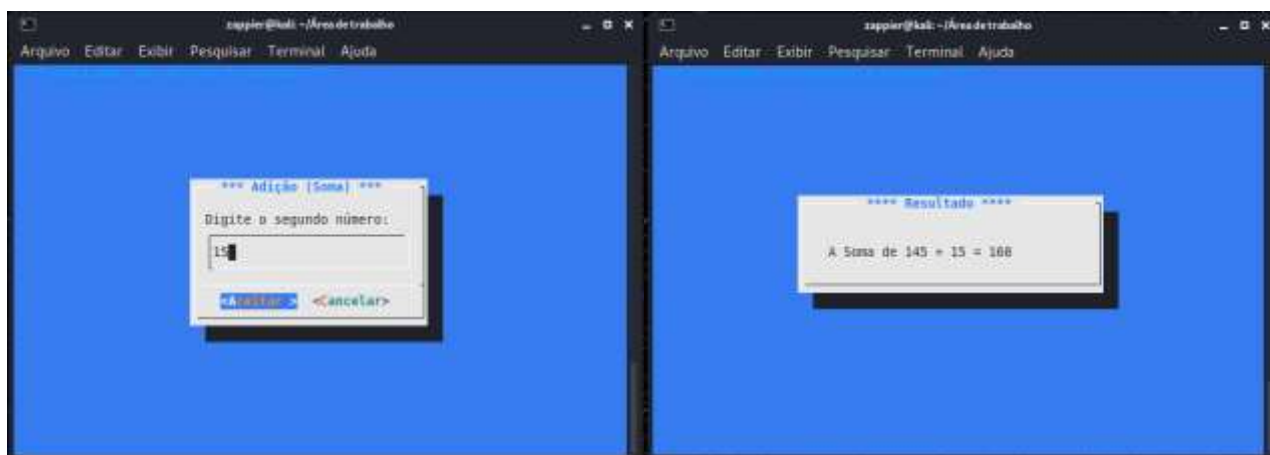 zappier@kali: ~/Área de trabalho
Arquivo Editar Exibir Pesquisar Terminal Ajuda
*** Adição (Soma) ***
Digite o segundo número:
15
<Aceitar > <Cancelar>
zappier@kali: ~/Área de trabalho
Arquivo Editar Exibir Pesquisar Terminal Ajuda
**** Resultado ****
A Soma de 145 + 15 = 160